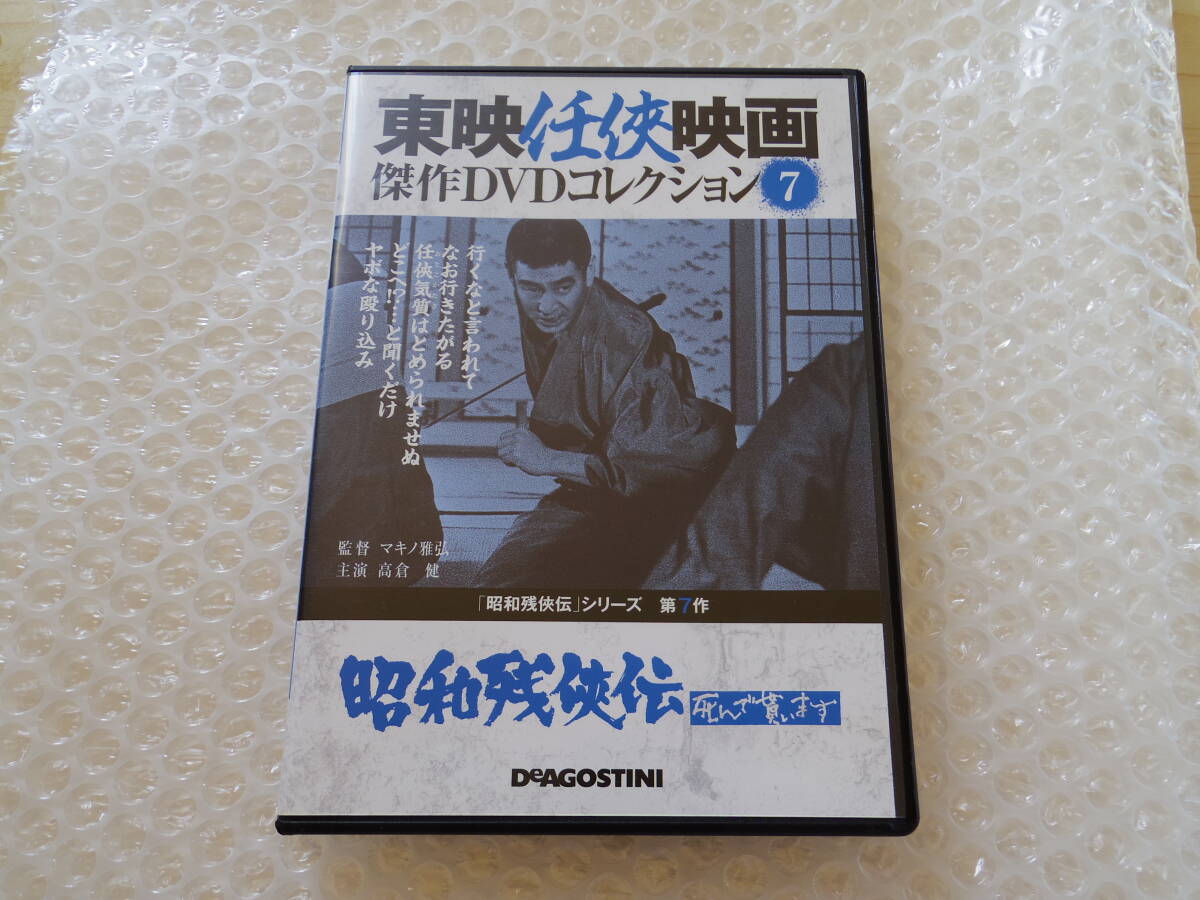 東映任俠映画
傑作DVDコレクション 7
行くなと言われて
なお行きたがる
任俠気質はとめられませぬ
どこへ!?…と聞くだけ
ヤボな殴り込み
監督 マキノ雅弘
主演 高倉 健
「昭和残俠伝」シリーズ 第7作
昭和残俠伝 死んで貰います
DeAGOSTINI